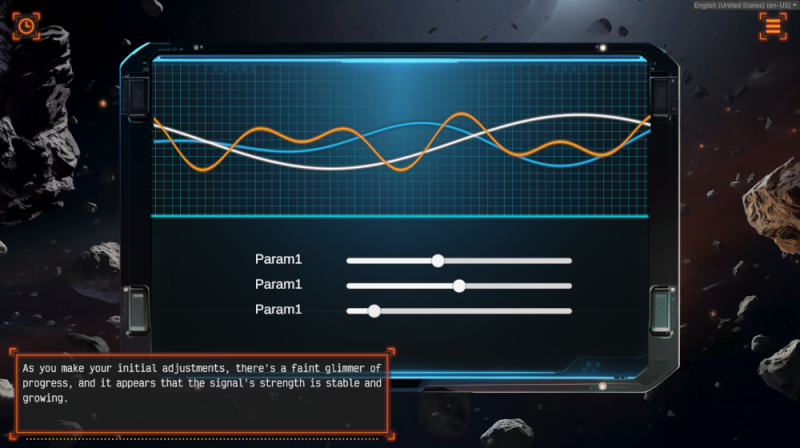 English (United States) (en-US)
Param1
Param1
Param1
As you make your initial adjustments, there's a faint glimmer of
progress, and it appears that the signal's strength is stable and
growing.